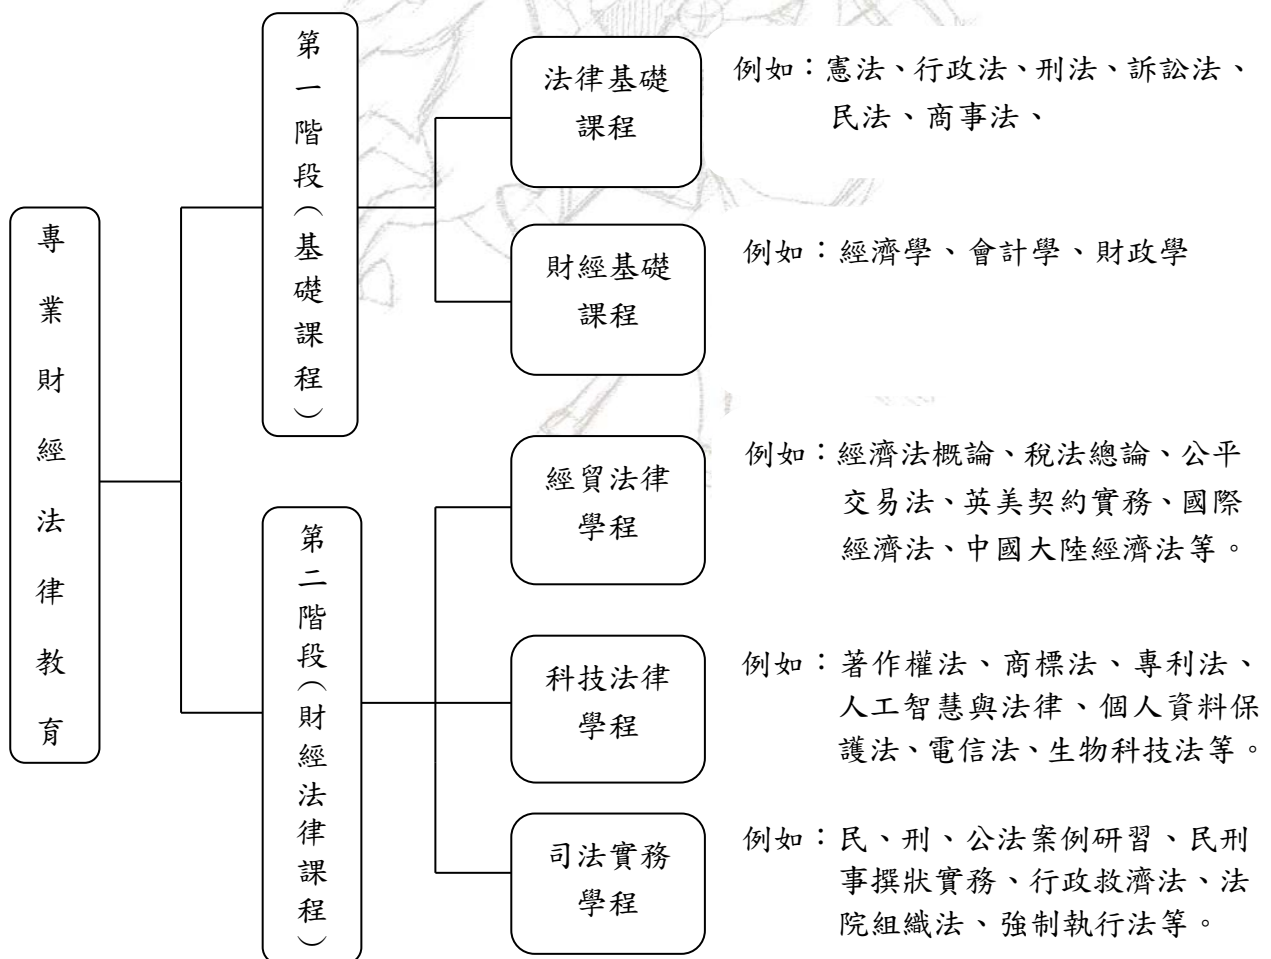 專業財經法律教育
第一階段（基礎課程）
法律基礎
課程
例如：憲法、行政法、刑法、訴訟法、
民法、商事法、
財經基礎
課程
例如：經濟學、會計學、財政學
第二階段（財經法律課程）
經貿法律
學程
例如：經濟法概論、稅法總論、公平
交易法、英美契約實務、國際
經濟法、中國大陸經濟法等。
科技法律
學程
例如：著作權法、商標法、專利法、
人工智慧與法律、個人資料保
護法、電信法、生物科技法等。
司法實務
學程
例如：民、刑、公法案例研習、民刑
事撰狀實務、行政救濟法、法
院組織法、強制執行法等。